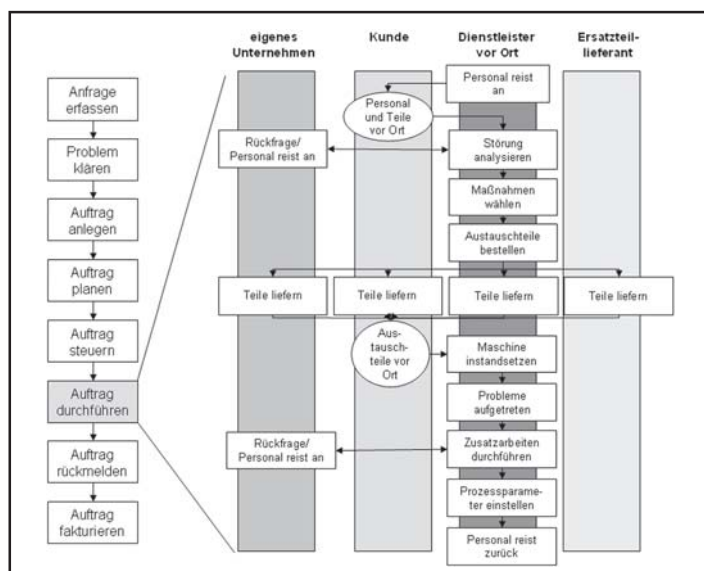 eigenes
Unternehmen
Kunde
Dienstleister
vor Ort
Ersatzteil-
lieferant
Anfrage
erfassen
Problem
klären
Auftrag
anlegen
Auftrag
planen
Auftrag
steuern
Auftrag
durchführen
Auftrag
rückmelden
Auftrag
fakturieren
Personal reist
an
Personal
und Teile
vor Ort
Rückfrage/
Personal reist an
Störung
analysieren
Maßnahmen
wählen
Austauschteile
bestellen
Teile liefern
Teile liefern
Teile liefern
Teile liefern
Aus-
tausch-
teile vor
Ort
Maschine
instandsetzen
Probleme
aufgetreten
Rückfrage/
Personal reist an
Zusatzarbeiten
durchführen
Prozessparame-
ter einstellen
Personal reist
zurück